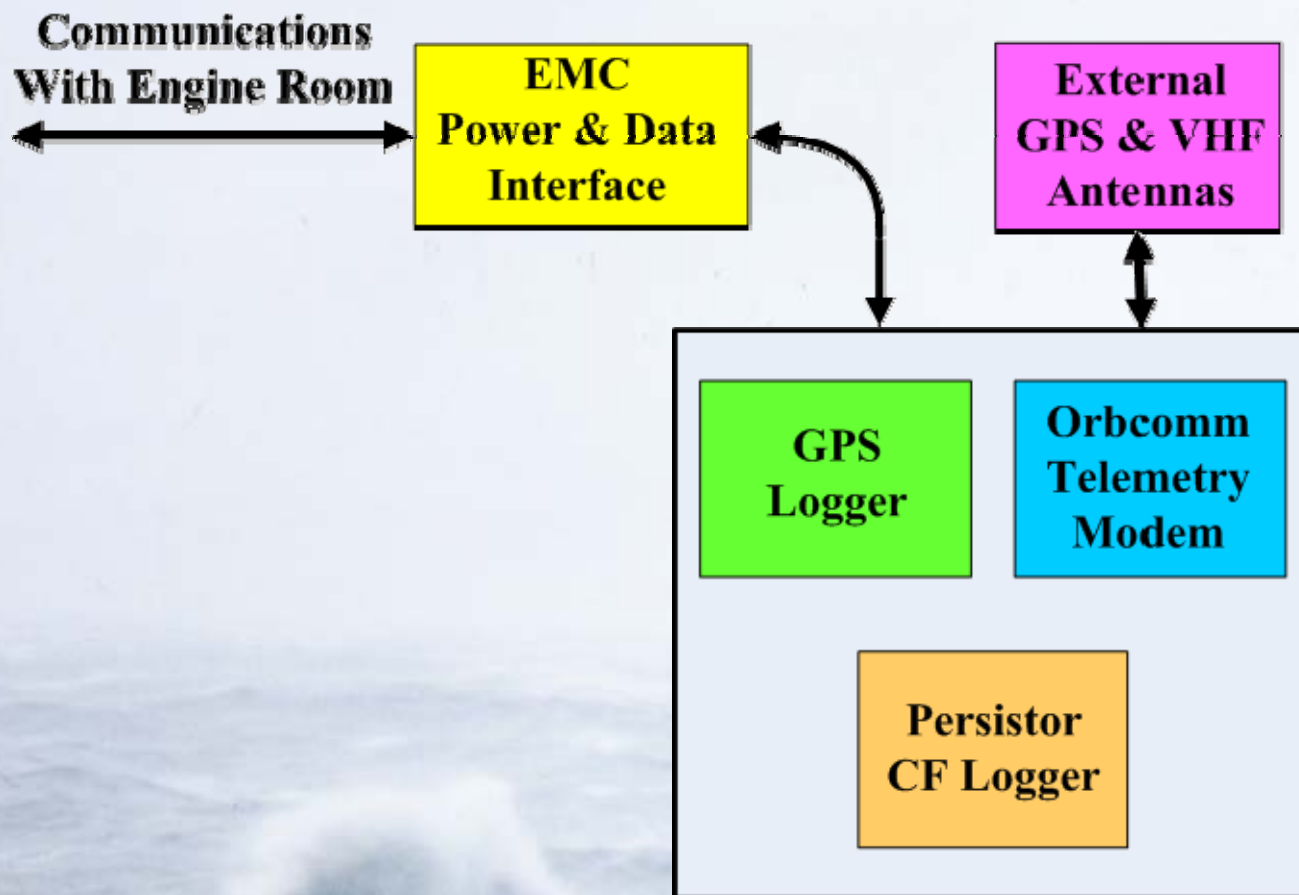 Communications
With Engine Room
EMC
Power & Data
Interface
External
GPS & VHF
Antennas
GPS
Logger
Orbcomm
Telemetry
Modem
Persistor
CF Logger